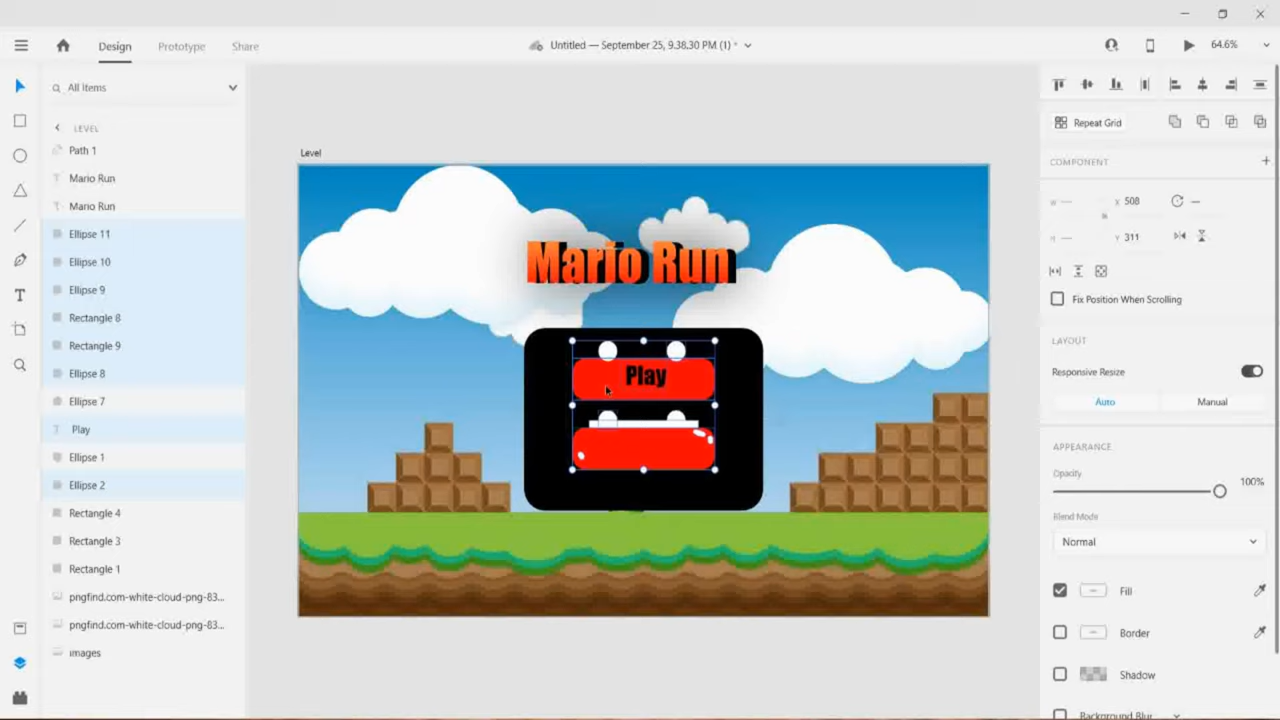 Design
Prototype
Share
Untitled — September 25, 9.38.30 PM (1) *
64.6%
All Items
LEVEL
Path 1
Mario Run
Mario Run
Ellipse 11
Ellipse 10
Ellipse 9
Rectangle 8
Rectangle 9
Ellipse 8
Ellipse 7
Play
Ellipse 1
Ellipse 2
Rectangle 4
Rectangle 3
Rectangle 1
pngfind.com-white-cloud-png-83...
pngfind.com-white-cloud-png-83...
images
Level
Mario Run
Play
Repeat Grid
COMPONENT
W
X 508
H
Y 311
Fix Position When Scrolling
LAYOUT
Responsive Resize
Auto
Manual
APPEARANCE
Opacity
100%
Blend Mode
Normal
Fill
Border
Shadow
Background Blur